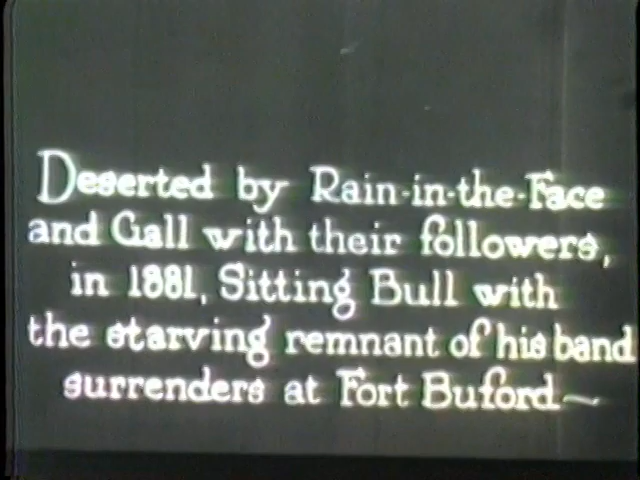 Deserted by Rain-in-the-Face
and Gall with their followers,
in 1881, Sitting Bull with
the starving remnant of his band
surrenders at Fort Buford.~